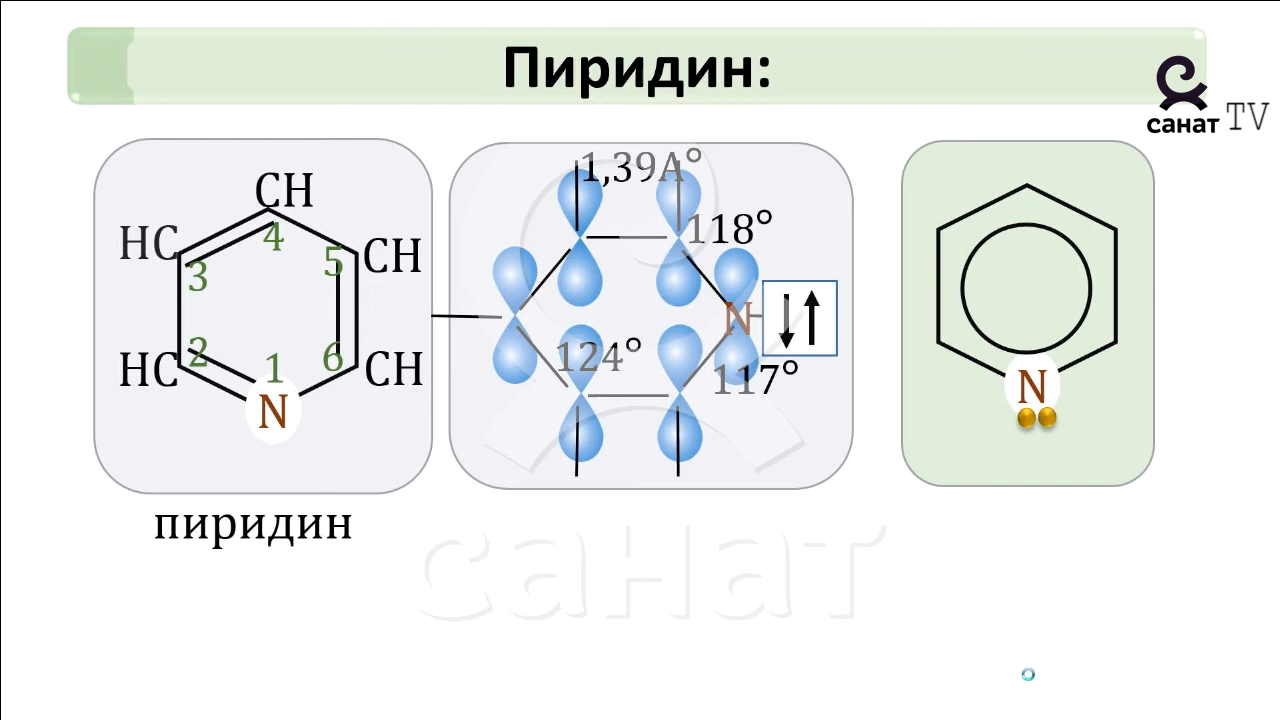 Пиридин:
санат TV
CH
HC
4
5
CH
3
HC
2
1
6
CH
N
пиридин
1,39A°
118°
N
124°
117°
N
санат